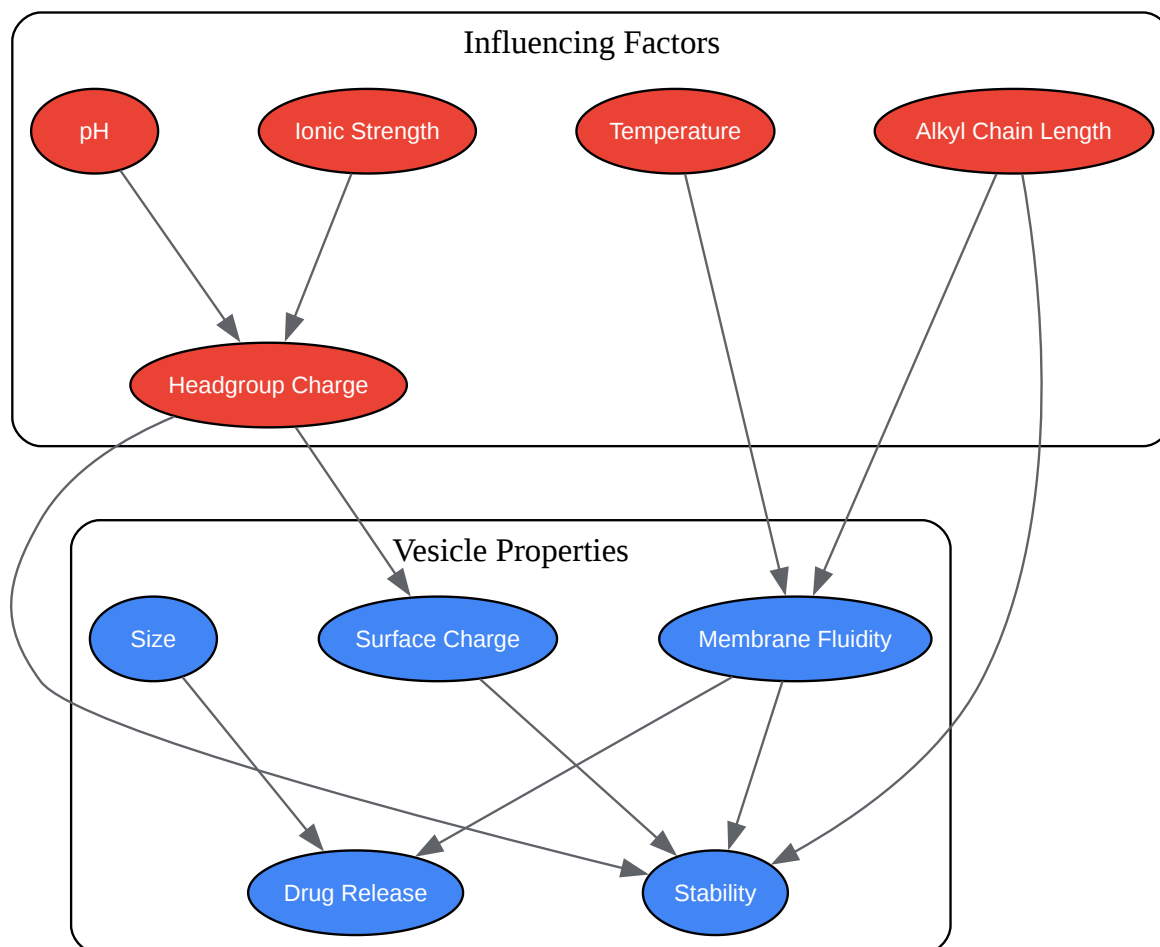 Influencing Factors
pH
Ionic Strength
Temperature
Alkyl Chain Length
Headgroup Charge
Vesicle Properties
Size
Surface Charge
Membrane Fluidity
Drug Release
Stability